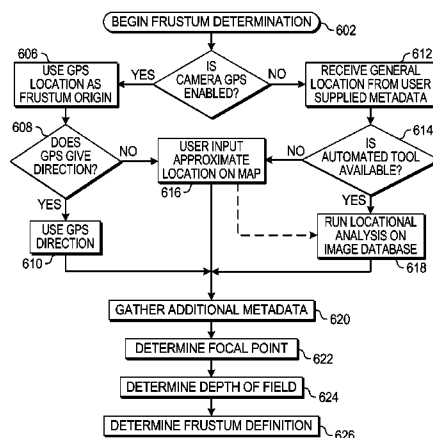 BEGIN FRUSTUM DETERMINATION
602
606
USE GPS
LOCATION AS
FRUSTUM ORIGIN
YES
IS
CAMERA GPS
ENABLED?
NO
612
RECEIVE GENERAL
LOCATION FROM USER
SUPPLIED METADATA
608
DOES
GPS GIVE
DIRECTION?
NO
USER INPUT
APPROXIMATE
LOCATION ON MAP
616
NO
614
IS
AUTOMATED TOOL
AVAILABLE?
YES
YES
USE GPS
DIRECTION
610
RUN LOCATIONAL
ANALYSIS ON
IMAGE DATABASE
618
GATHER ADDITIONAL METADATA
620
DETERMINE FOCAL POINT
622
DETERMINE DEPTH OF FIELD
624
DETERMINE FRUSTUM DEFINITION
626